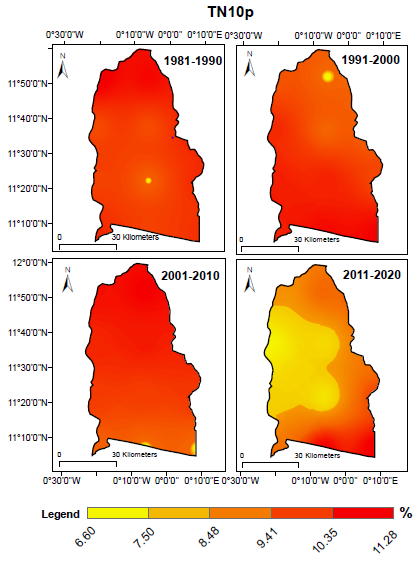 TN10p
0°30'0"W 0°10'0"W 0°0'0" 0°10'0"E 0°30'0"W 0°10'0"W 0°0'0" 0°10'0"E
N 1981-1990 N 1991-2000
11°50'0"N
11°40'0"N
11°30'0"N
11°20'0"N
11°10'0"N
0 30 Kilometers 0 30 Kilometers
12°0'0"N
N 2001-2010 N 2011-2020
11°50'0"N
11°40'0"N
11°30'0"N
11°20'0"N
11°10'0"N
0 30 Kilometers 0 30 Kilometers
0°30'0"W 0°10'0"W 0°0'0" 0°10'0"E 0°30'0"W 0°10'0"W 0°0'0" 0°10'0"E
Legend %
6.60 7.50 8.48 9.41 10.35 11.28